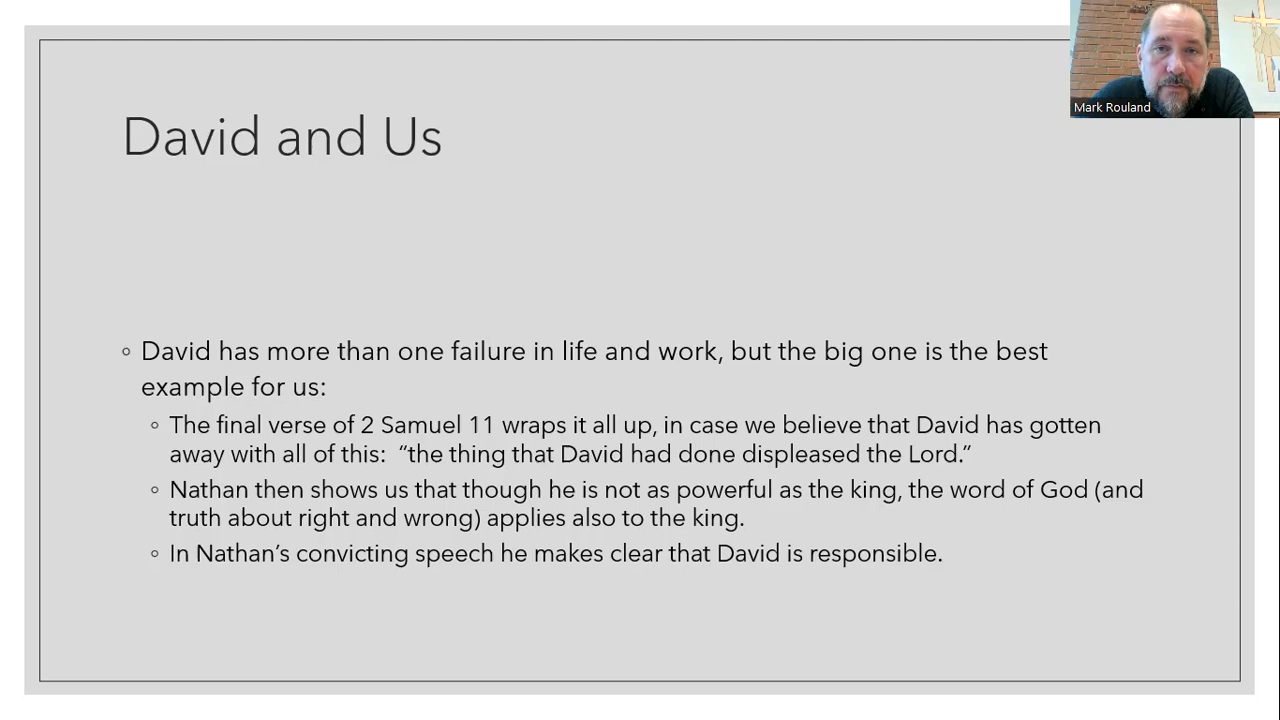 Mark Rouland
David and Us
◦ David has more than one failure in life and work, but the big one is the best
example for us:
◦ The final verse of 2 Samuel 11 wraps it all up, in case we believe that David has gotten
away with all of this:  “the thing that David had done displeased the Lord.”
◦ Nathan then shows us that though he is not as powerful as the king, the word of God (and
truth about right and wrong) applies also to the king.
◦ In Nathan’s convicting speech he makes clear that David is responsible.